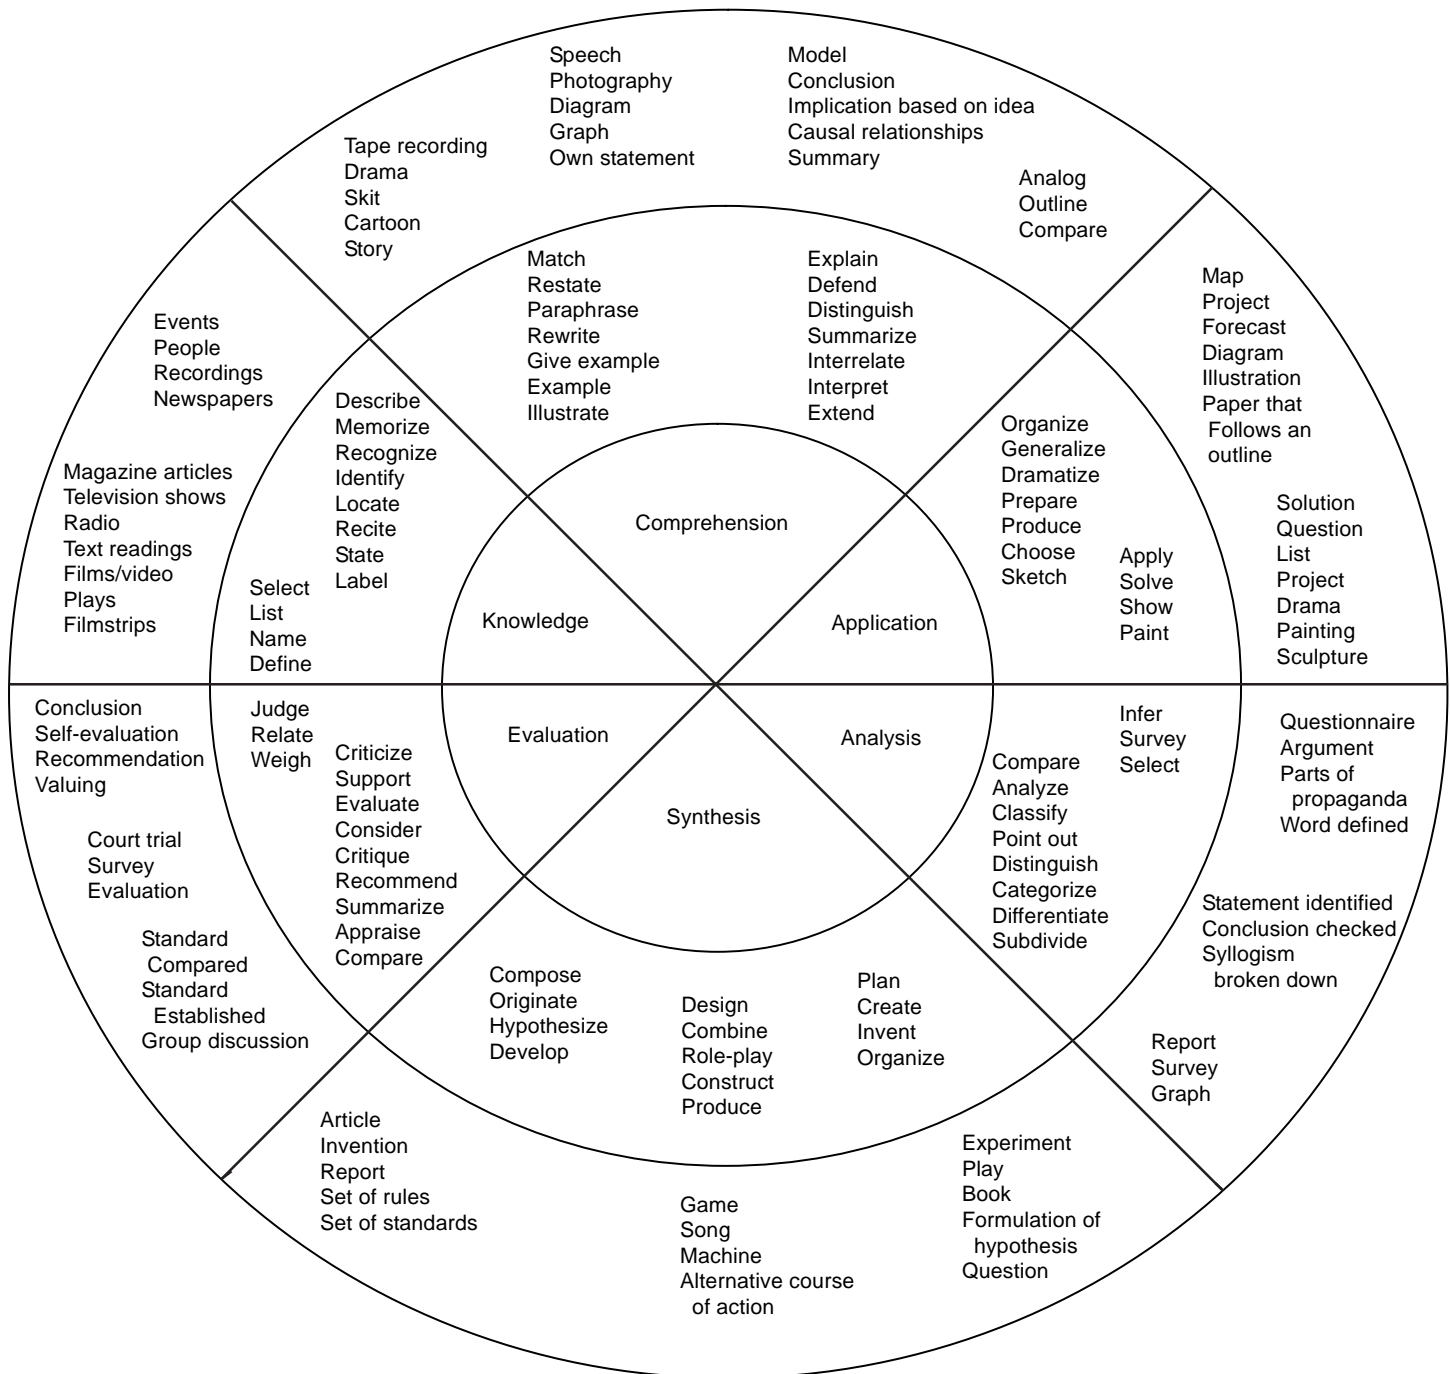 Speech
Photography
Diagram
Graph
Own statement
Model
Conclusion
Implication based on idea
Causal relationships
Summary
Tape recording
Drama
Skit
Cartoon
Story
Analog
Outline
Compare
Match
Restate
Paraphrase
Rewrite
Give example
Example
Illustrate
Explain
Defend
Distinguish
Summarize
Interrelate
Interpret
Extend
Comprehension
Events
People
Recordings
Newspapers
Magazine articles
Television shows
Radio
Text readings
Films/video
Plays
Filmstrips
Describe
Memorize
Recognize
Identify
Locate
Recite
State
Label
Select
List
Name
Define
Knowledge
Application
Organize
Generalize
Dramatize
Prepare
Produce
Choose
Sketch
Apply
Solve
Show
Paint
Map
Project
Forecast
Diagram
Illustration
Paper that
Follows an
outline
Solution
Question
List
Project
Drama
Painting
Sculpture
Conclusion
Self-evaluation
Recommendation
Valuing
Court trial
Survey
Evaluation
Standard
Compared
Standard
Established
Group discussion
Judge
Relate
Weigh
Criticize
Support
Evaluate
Consider
Critique
Recommend
Summarize
Appraise
Compare
Evaluation
Synthesis
Analysis
Infer
Survey
Select
Compare
Analyze
Classify
Point out
Distinguish
Categorize
Differentiate
Subdivide
Questionnaire
Argument
Parts of
propaganda
Word defined
Statement identified
Conclusion checked
Syllogism
broken down
Report
Survey
Graph
Compose
Originate
Hypothesize
Develop
Design
Combine
Role-play
Construct
Produce
Plan
Create
Invent
Organize
Article
Invention
Report
Set of rules
Set of standards
Game
Song
Machine
Alternative course
of action
Experiment
Play
Book
Formulation of
hypothesis
Question